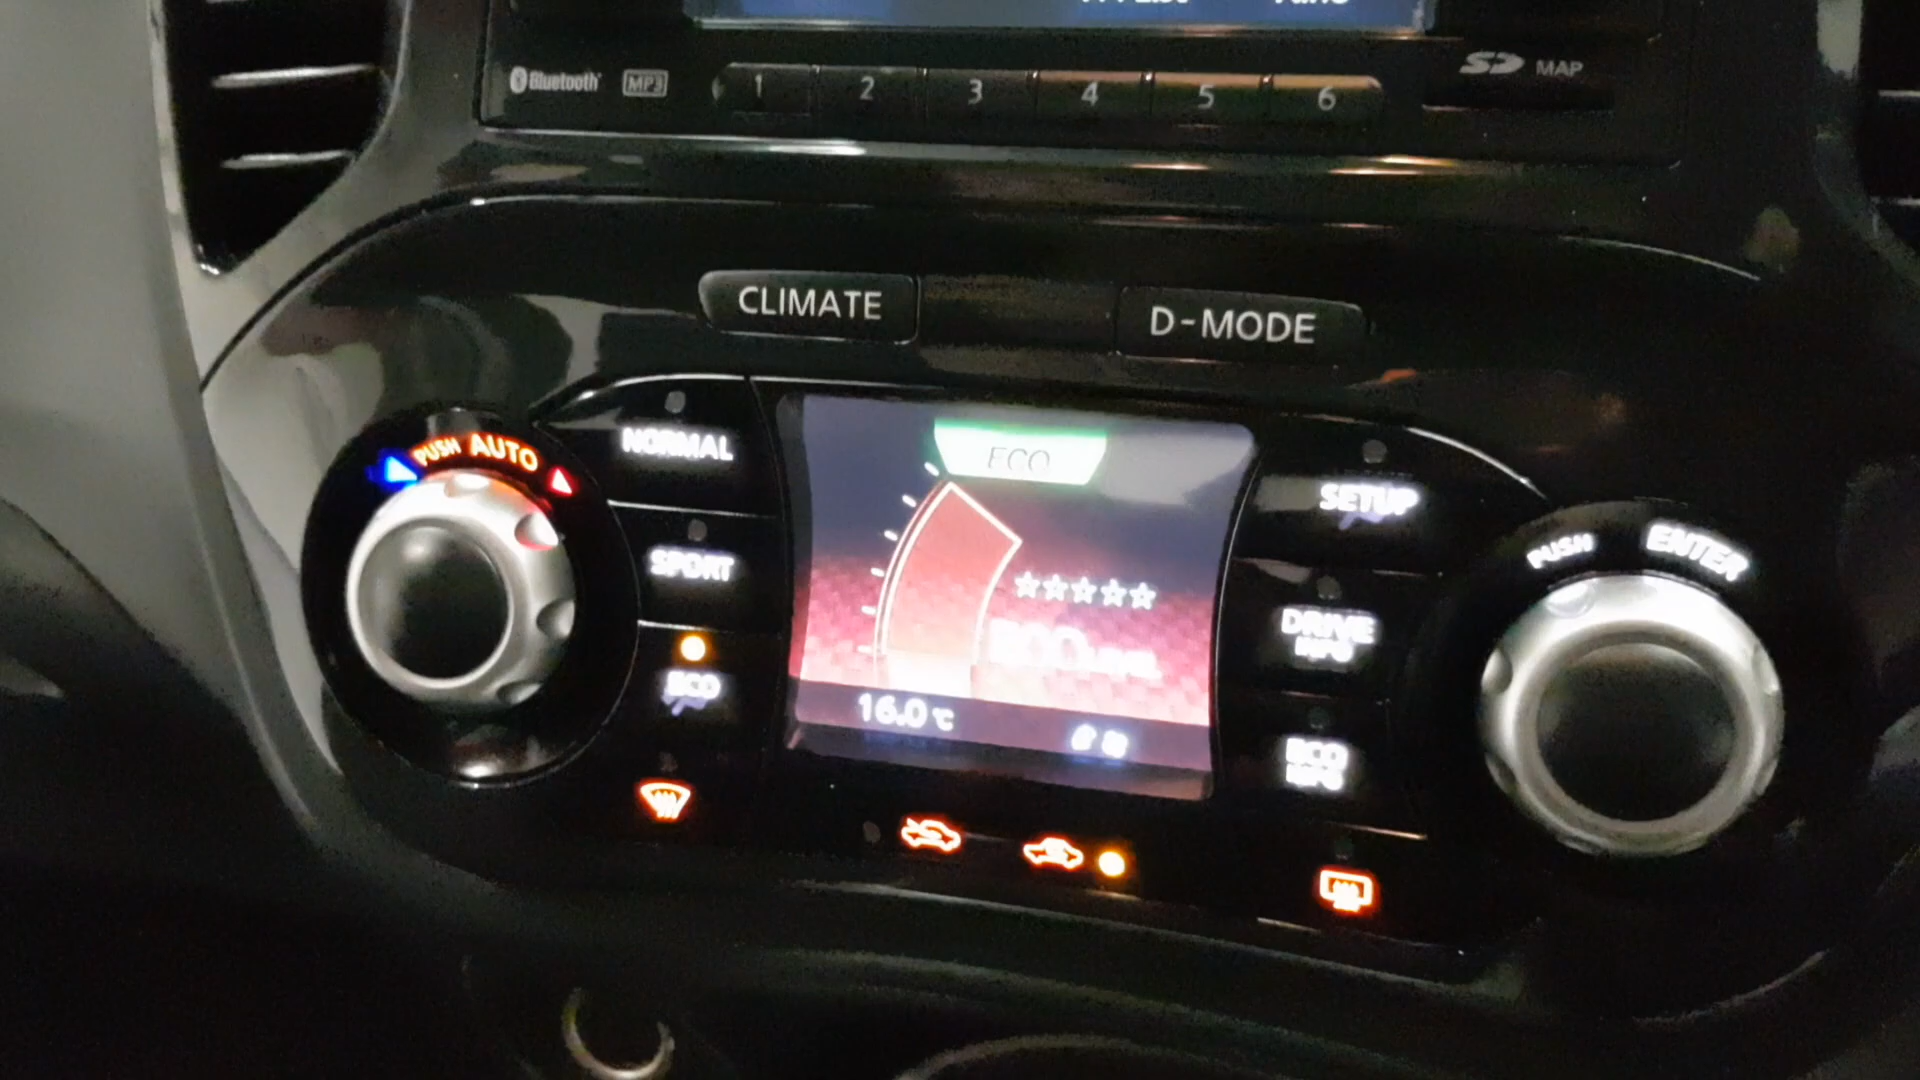 Bluetooth MP3 1 2 3 4 5 6 SD MAP
CLIMATE D-MODE
PUSH AUTO
NORMAL
SPORT
ECO
ECO
ECO
16.0 °C
SETUP
DRIVE
INFO
ECO
INFO
PUSH ENTER